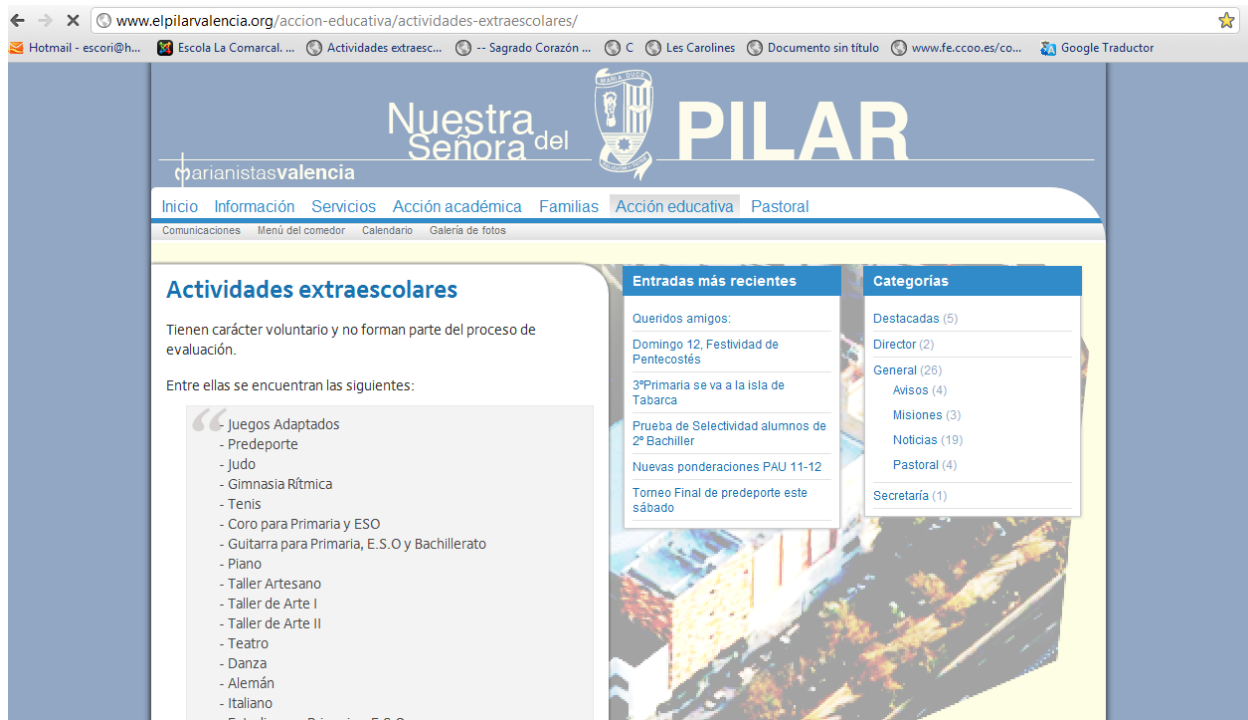 www.elpilarvalencia.org/accion-educativa/actividades-extraescolares/
Hotmail - escori@h... Escola La Comarcal. ... Actividades extraesc... -- Sagrado Corazón ... C Les Carolines Documento sin título www.fe.ccoo.es/co... Google Traductor
Nuestra
Señora del PILAR
marianistasvalencia
Inicio Información Servicios Acción académica Familias Acción educativa Pastoral
Comunicaciones Menú del comedor Calendario Galería de fotos
Actividades extraescolares
Tienen carácter voluntario y no forman parte del proceso de
evaluación.
Entre ellas se encuentran las siguientes:
- Juegos Adaptados
- Predeporte
- Judo
- Gimnasia Rítmica
- Tenis
- Coro para Primaria y ESO
- Guitarra para Primaria, E.S.O y Bachillerato
- Piano
- Taller Artesano
- Taller de Arte I
- Taller de Arte II
- Teatro
- Danza
- Alemán
- Italiano
Entradas más recientes
Queridos amigos:
Domingo 12, Festividad de
Pentecostés
3ªPrimaria se va a la isla de
Tabarca
Prueba de Selectividad alumnos de
2º Bachiller
Nuevas ponderaciones PAU 11-12
Torneo Final de predeporte este
sábado
Categorías
Destacadas (5)
Director (2)
General (26)
Avisos (4)
Misiones (3)
Noticias (19)
Pastoral (4)
Secretaría (1)